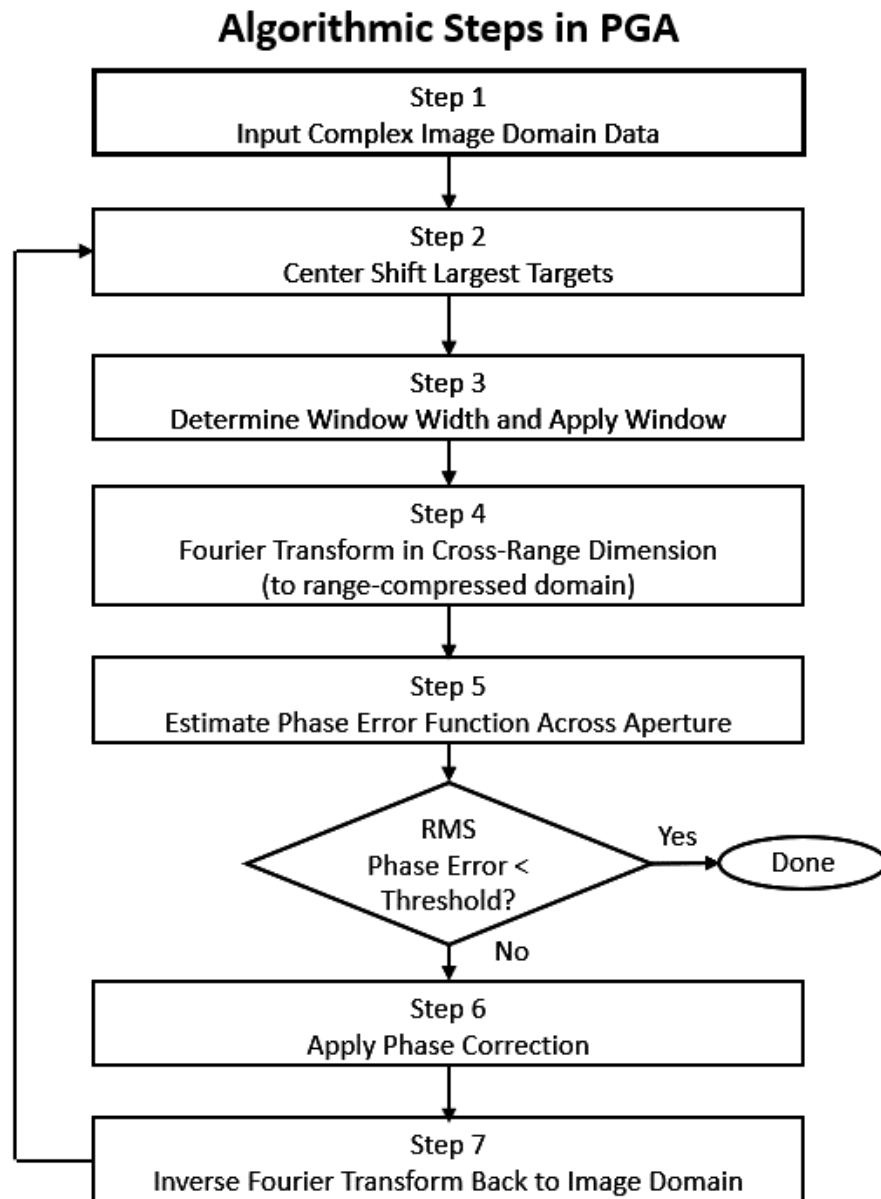 Algorithmic Steps in PGA
Step 1
Input Complex Image Domain Data
Step 2
Center Shift Largest Targets
Step 3
Determine Window Width and Apply Window
Step 4
Fourier Transform in Cross-Range Dimension
(to range-compressed domain)
Step 5
Estimate Phase Error Function Across Aperture
RMS
Phase Error <
Threshold?
Yes
Done
No
Step 6
Apply Phase Correction
Step 7
Inverse Fourier Transform Back to Image Domain